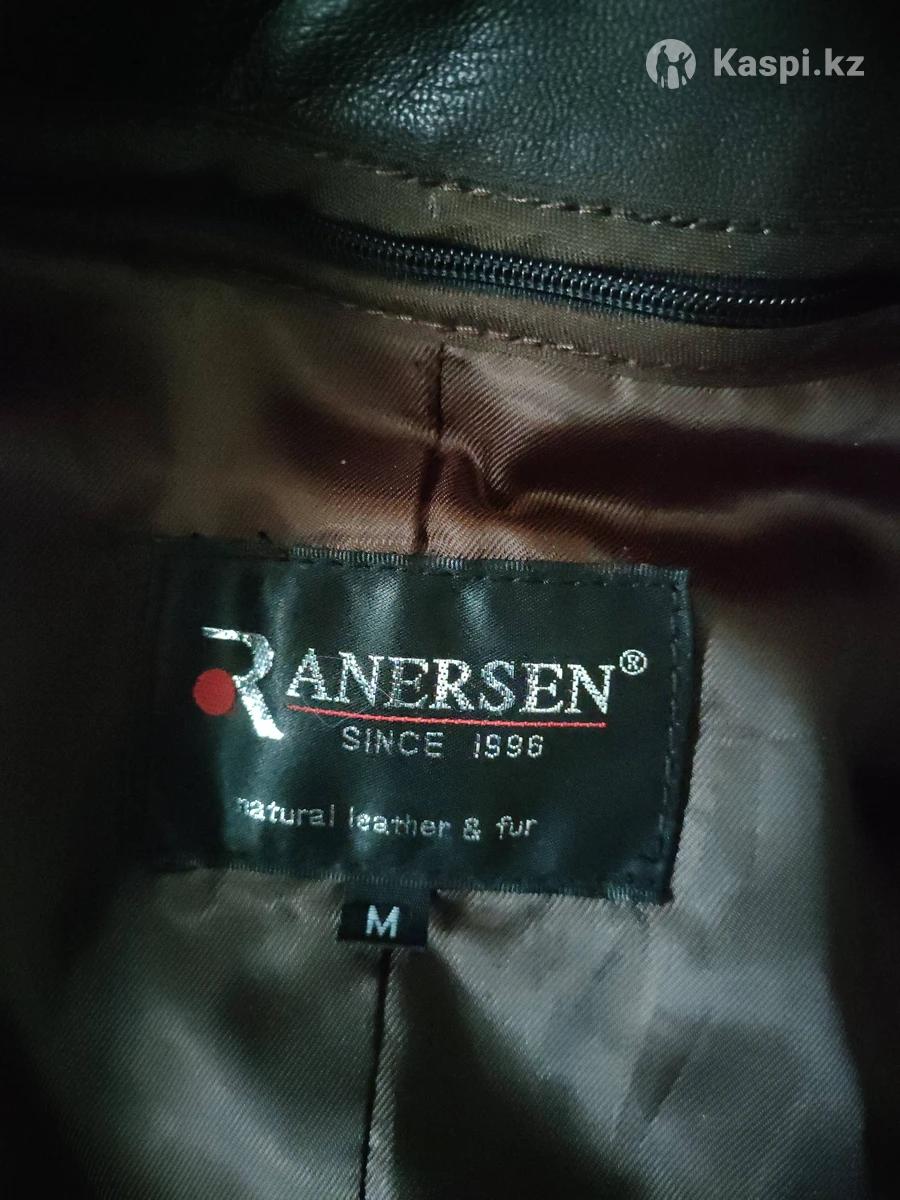 Kaspi.kz
RANERSEN®
SINCE 1996
natural leather & fur
M